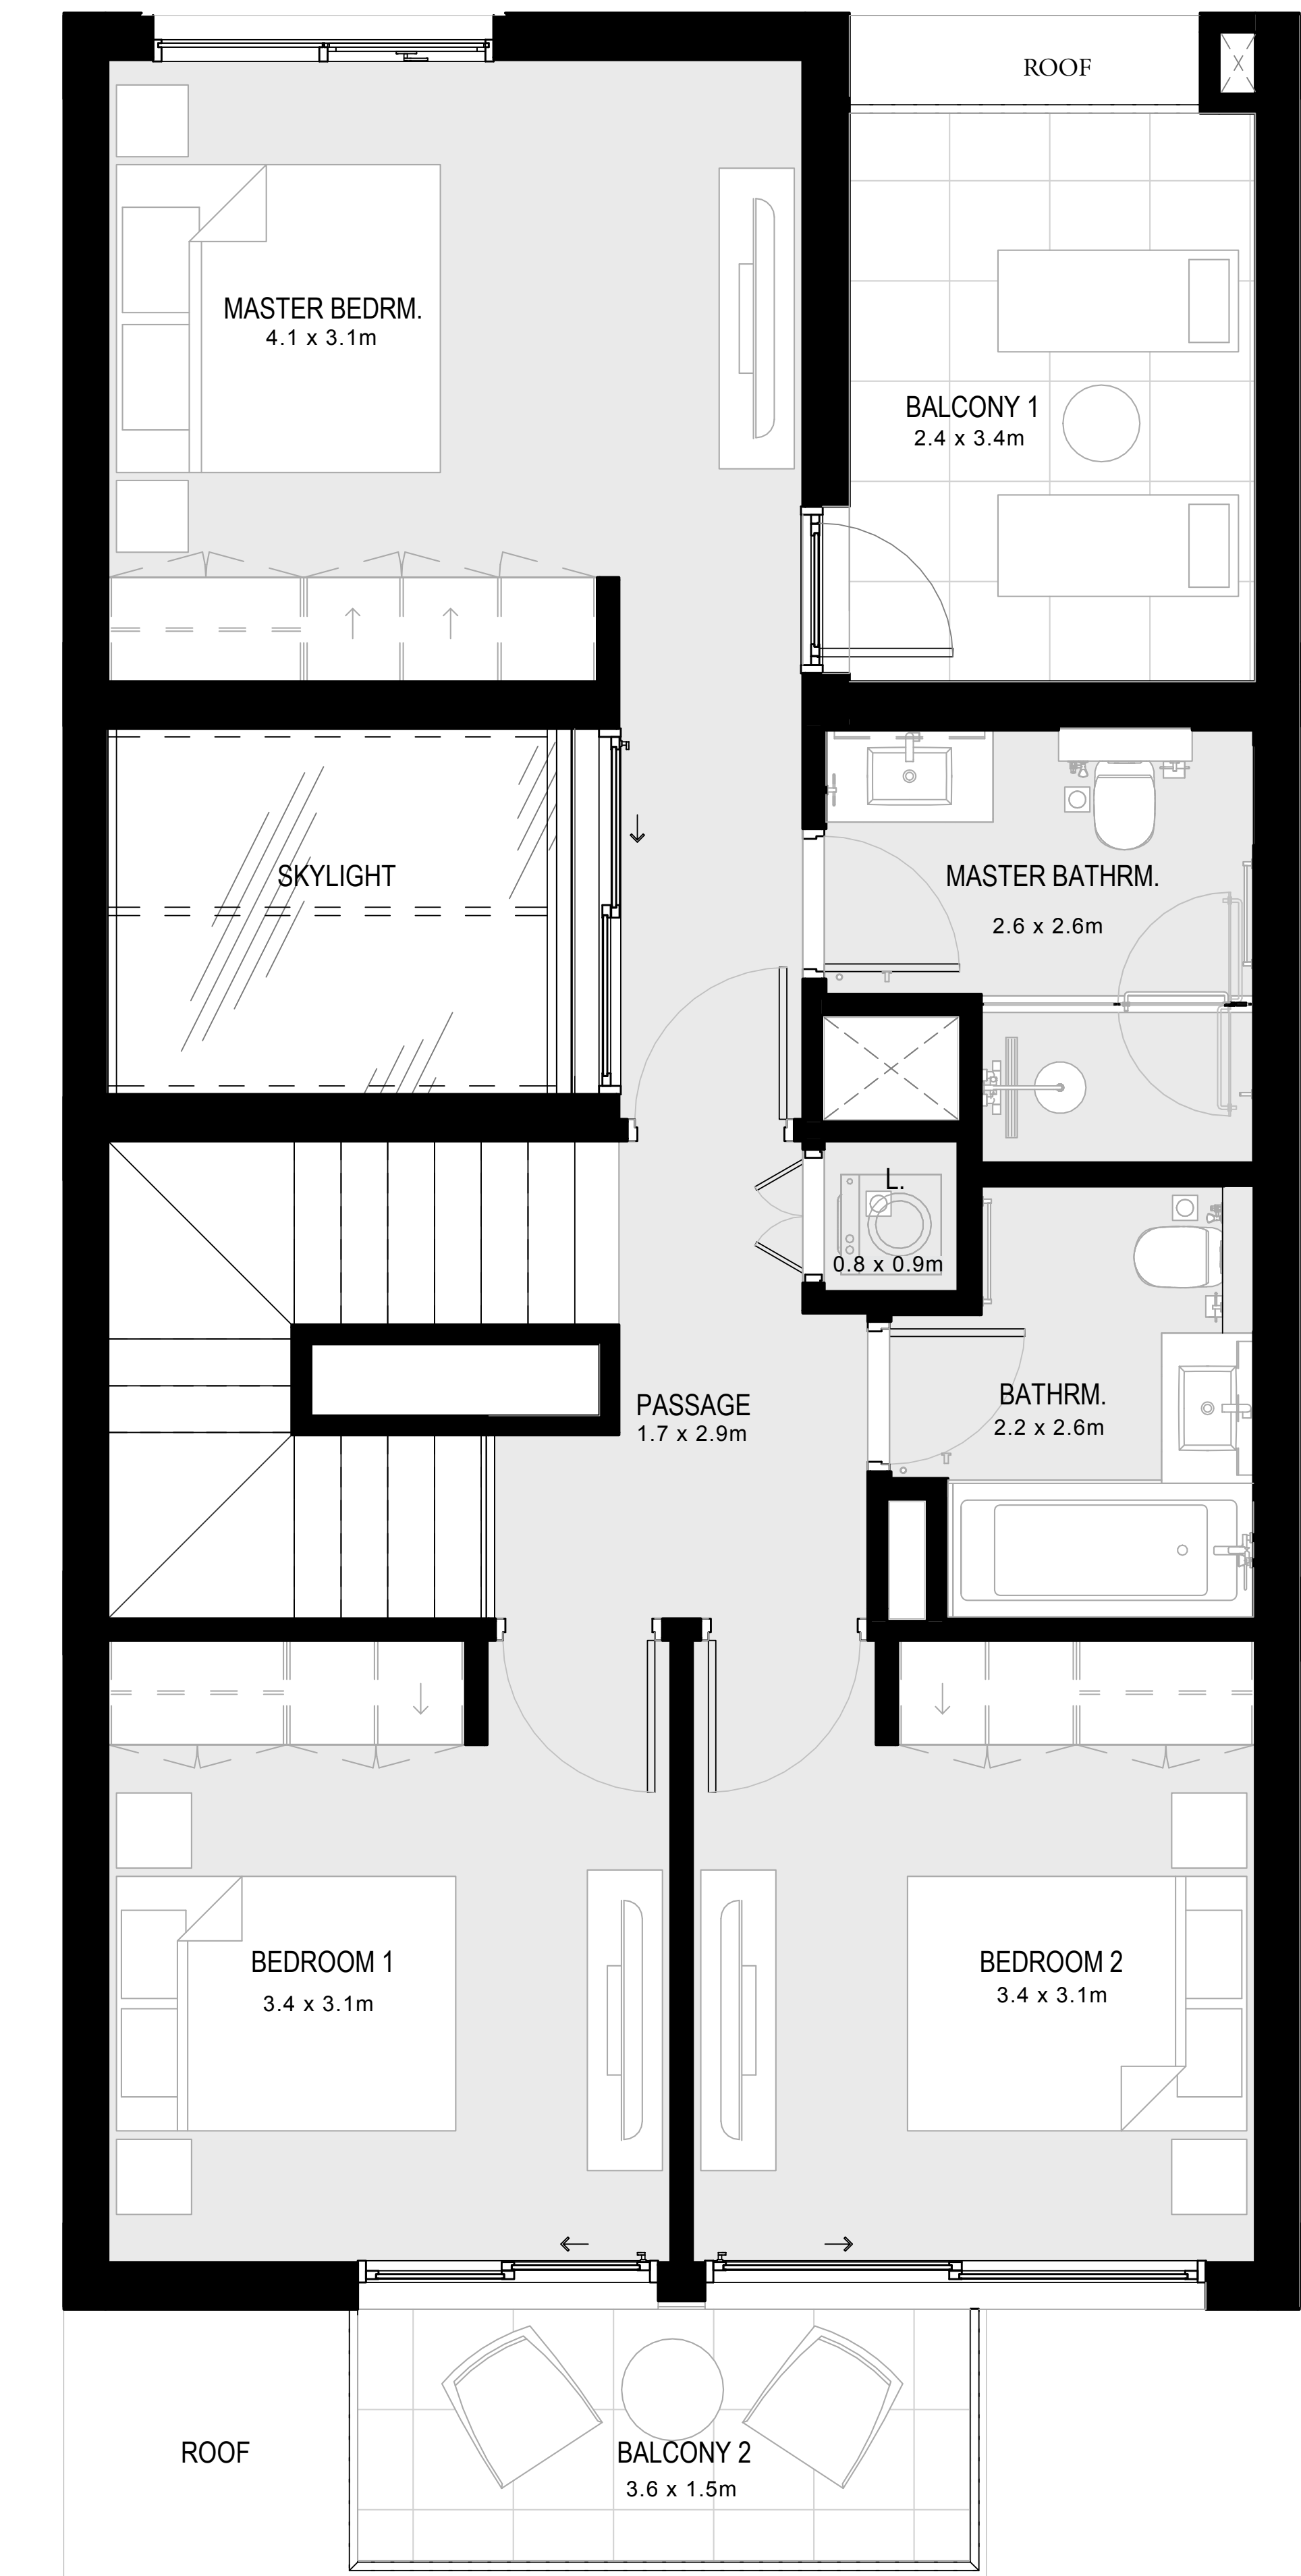 ROOF
MASTER BEDRM.
4.1 x 3.1m
BALCONY 1
2.4 x 3.4m
SKYLIGHT
MASTER BATHRM.
2.6 x 2.6m
L.
0.8 x 0.9m
PASSAGE
1.7 x 2.9m
BATHRM.
2.2 x 2.6m
BEDROOM 1
3.4 x 3.1m
BEDROOM 2
3.4 x 3.1m
ROOF
BALCONY 2
3.6 x 1.5m